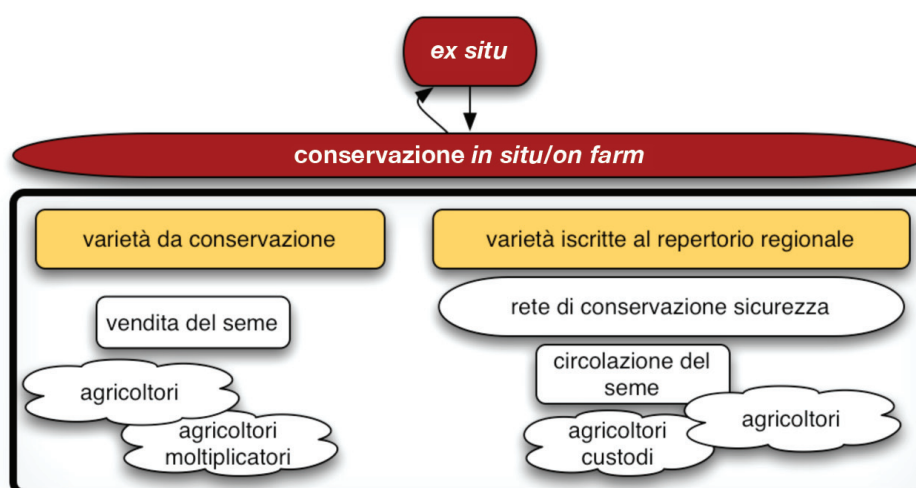 ex situ
conservazione in situ/on farm
varietà da conservazione
varietà iscritte al repertorio regionale
vendita del seme
rete di conservazione sicurezza
agricoltori
agricoltori
moltiplicatori
circolazione del
seme
agricoltori
custodi
agricoltori